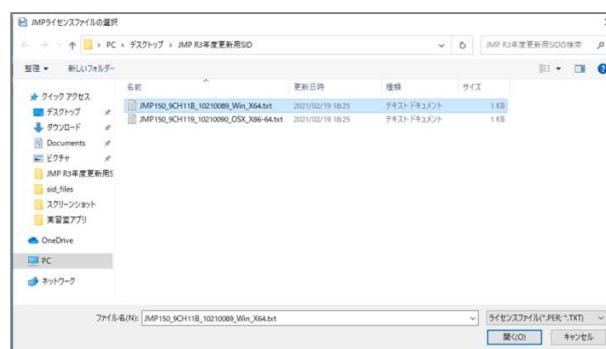 JMPライセンスファイルの選択
PC › デスクトップ › JMP R3年度更新用SID
JMP R3年度更新用SIDの検索
整理
新しいフォルダー
名前 更新日時 種類 サイズ
JMP150_9CH11B_10210089_Win_X64.txt 2021/02/19 18:25 テキスト ドキュメント 1 KB
JMP150_9CH119_10210090_OSX_X86-64.txt 2021/02/19 18:25 テキスト ドキュメント 1 KB
クイック アクセス
デスクトップ
ダウンロード
Documents
ピクチャ
JMP R3年度更新用S
sid_files
スクリーンショット
実習室アプリ
OneDrive
PC
ネットワーク
ファイル名(N): JMP150_9CH11B_10210089_Win_X64.txt
ライセンスファイル(*.PER; *.TXT)
開く(O)
キャンセル